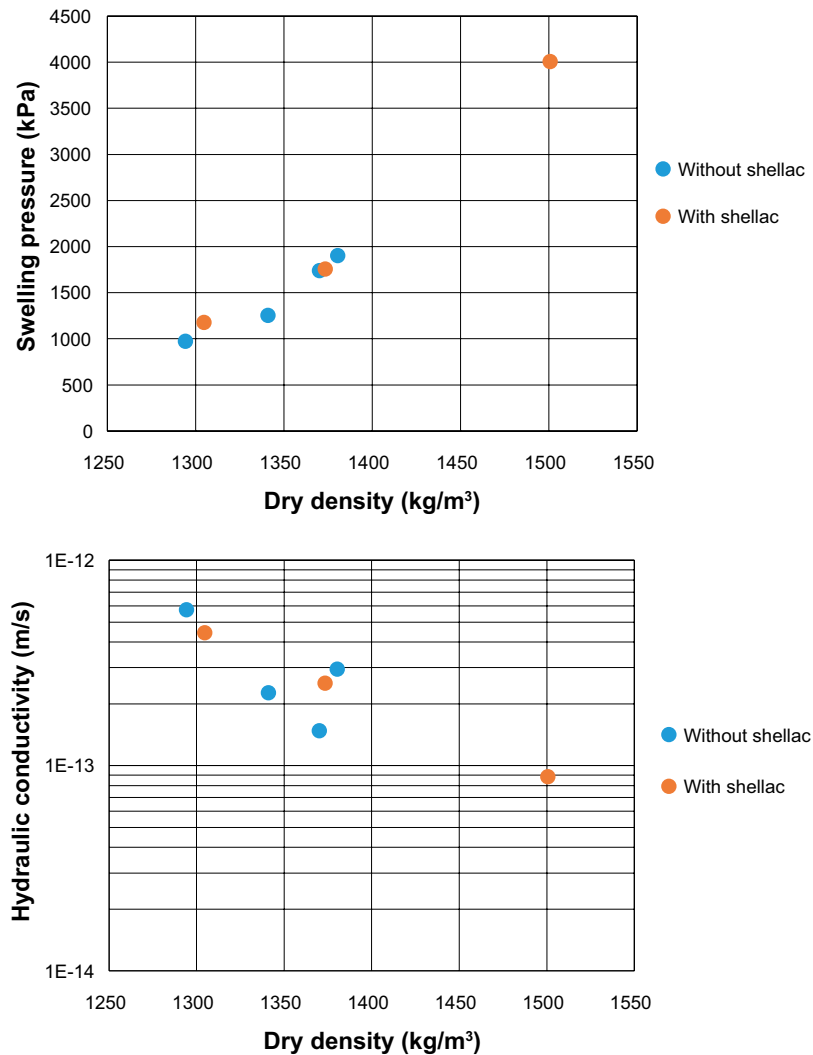 4500
4000
3500
3000
2500
2000
1500
1000
500
0
Swelling pressure (kPa)
1250 1300 1350 1400 1450 1500 1550
Dry density (kg/m³)
Without shellac
With shellac
1E-12
1E-13
1E-14
Hydraulic conductivity (m/s)
1250 1300 1350 1400 1450 1500 1550
Dry density (kg/m³)
Without shellac
With shellac